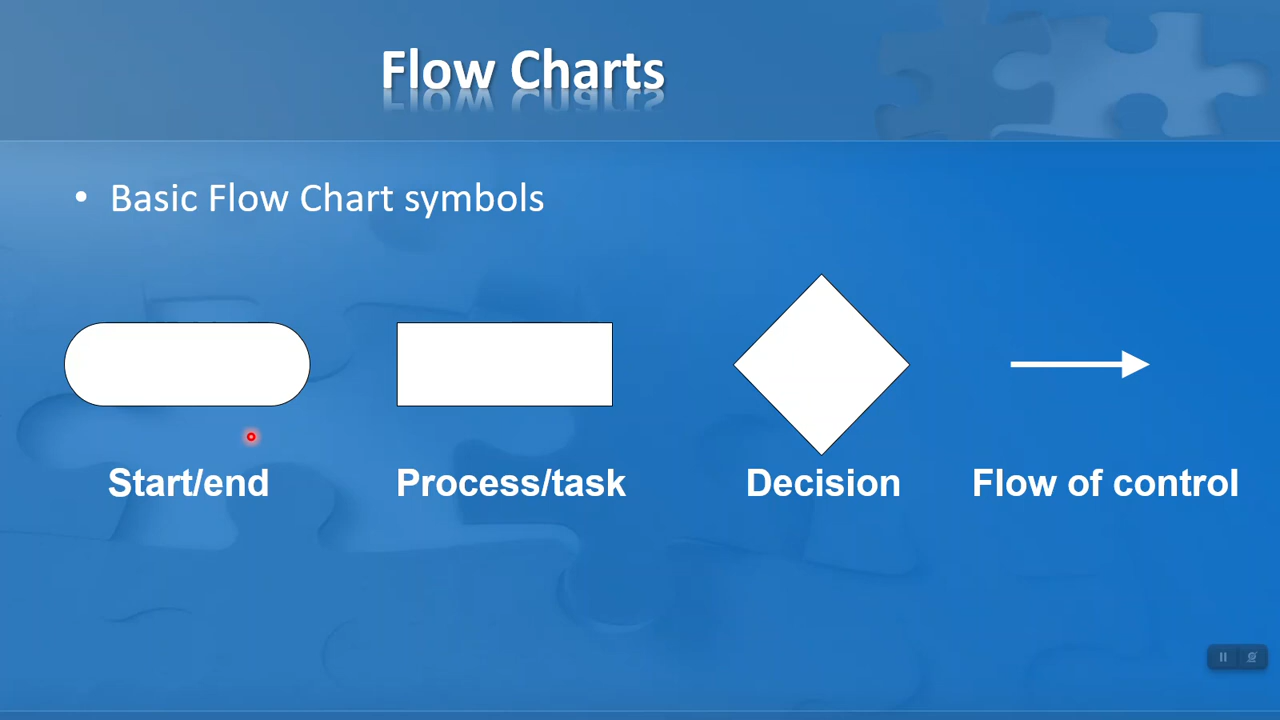 Flow Charts
• Basic Flow Chart symbols
Start/end
Process/task
Decision
Flow of control